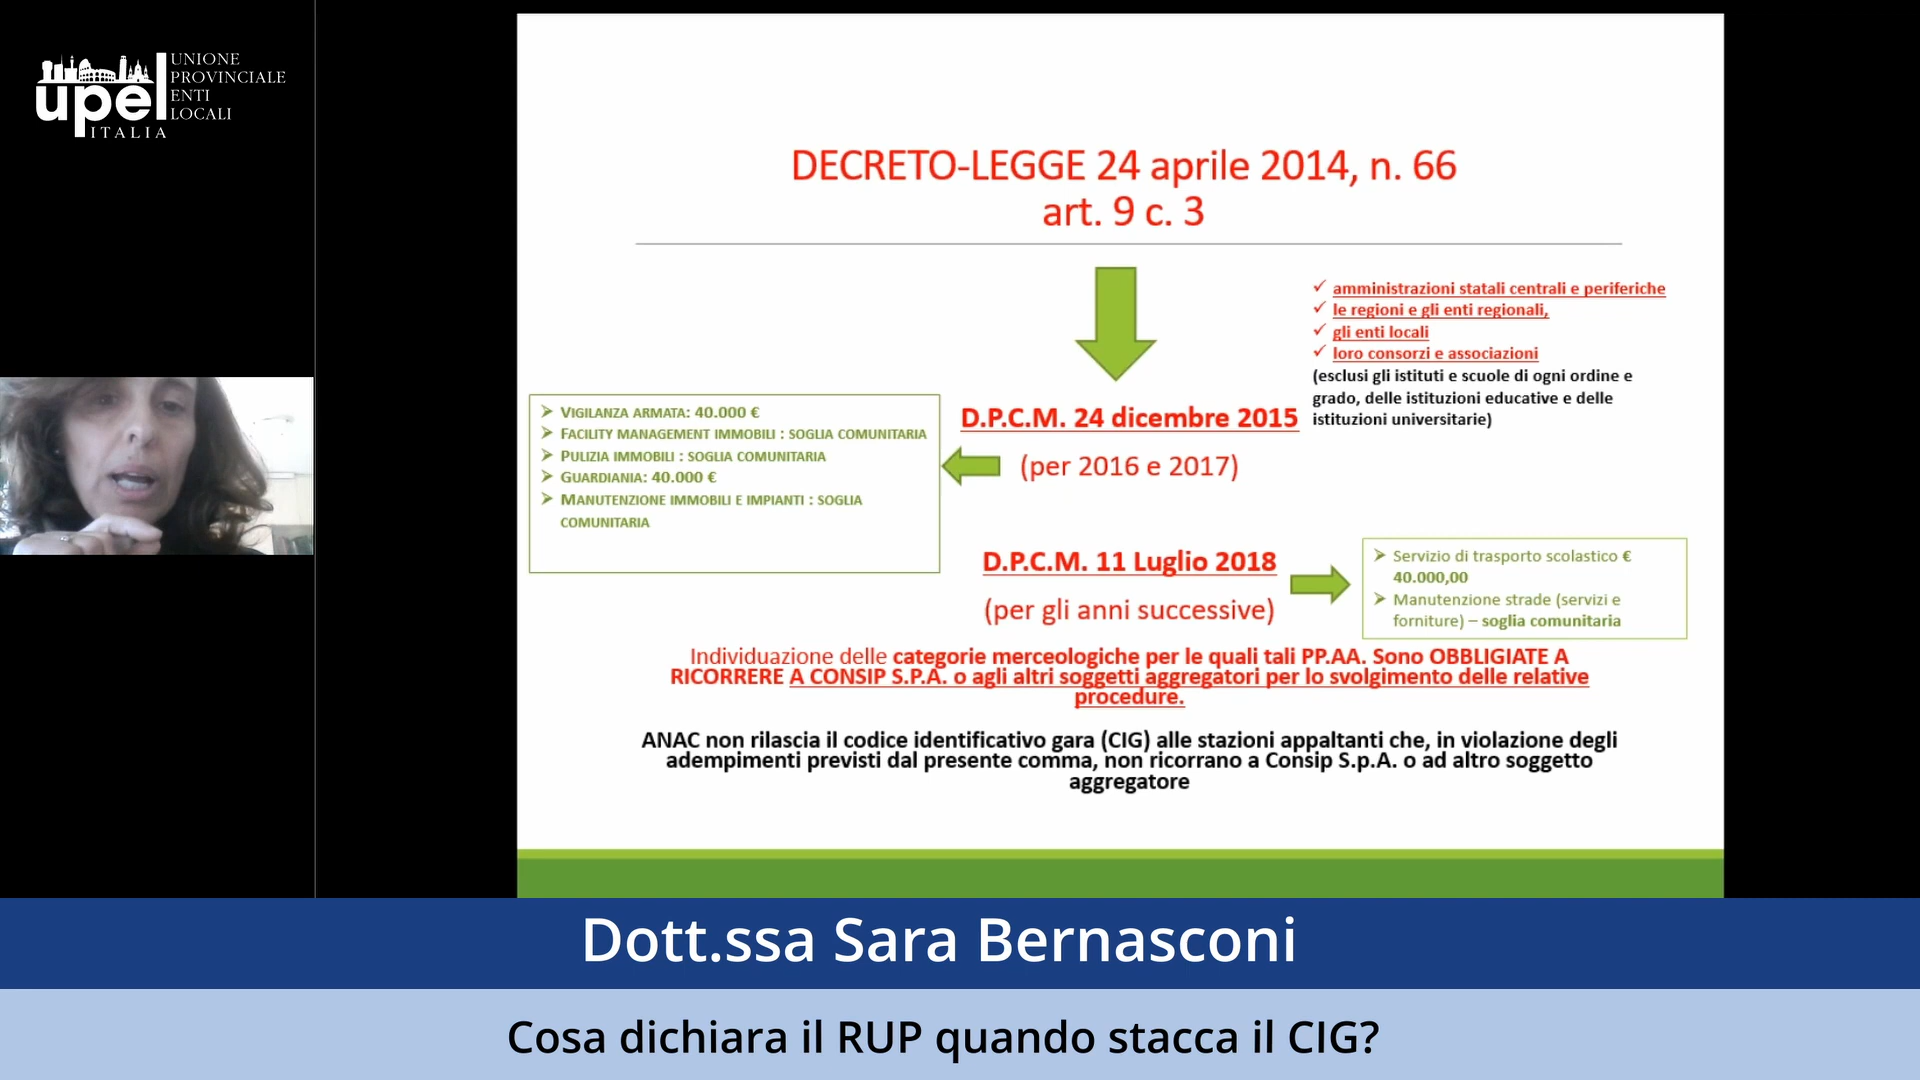 upel
UNIONE
PROVINCIALE
ENTI
LOCALI
ITALIA
DECRETO-LEGGE 24 aprile 2014, n. 66
art. 9 c. 3
✓ amministrazioni statali centrali e periferiche
✓ le regioni e gli enti regionali,
✓ gli enti locali
✓ loro consorzi e associazioni
(esclusi gli istituti e scuole di ogni ordine e
grado, delle istituzioni educative e delle
istituzioni universitarie)
D.P.C.M. 24 dicembre 2015
(per 2016 e 2017)
➢ VIGILANZA ARMATA: 40.000 €
➢ FACILITY MANAGEMENT IMMOBILI : SOGLIA COMUNITARIA
➢ PULIZIA IMMOBILI : SOGLIA COMUNITARIA
➢ GUARDIANIA: 40.000 €
➢ MANUTENZIONE IMMOBILI E IMPIANTI : SOGLIA
COMUNITARIA
D.P.C.M. 11 Luglio 2018
(per gli anni successive)
➢ Servizio di trasporto scolastico €
40.000,00
➢ Manutenzione strade (servizi e
forniture) – soglia comunitaria
Individuazione delle categorie merceologiche per le quali tali PP.AA. Sono OBBLIGIATE A
RICORRERE A CONSIP S.P.A. o agli altri soggetti aggregatori per lo svolgimento delle relative
procedure.
ANAC non rilascia il codice identificativo gara (CIG) alle stazioni appaltanti che, in violazione degli
adempimenti previsti dal presente comma, non ricorrano a Consip S.p.A. o ad altro soggetto
aggregatore
Dott.ssa Sara Bernasconi
Cosa dichiara il RUP quando stacca il CIG?